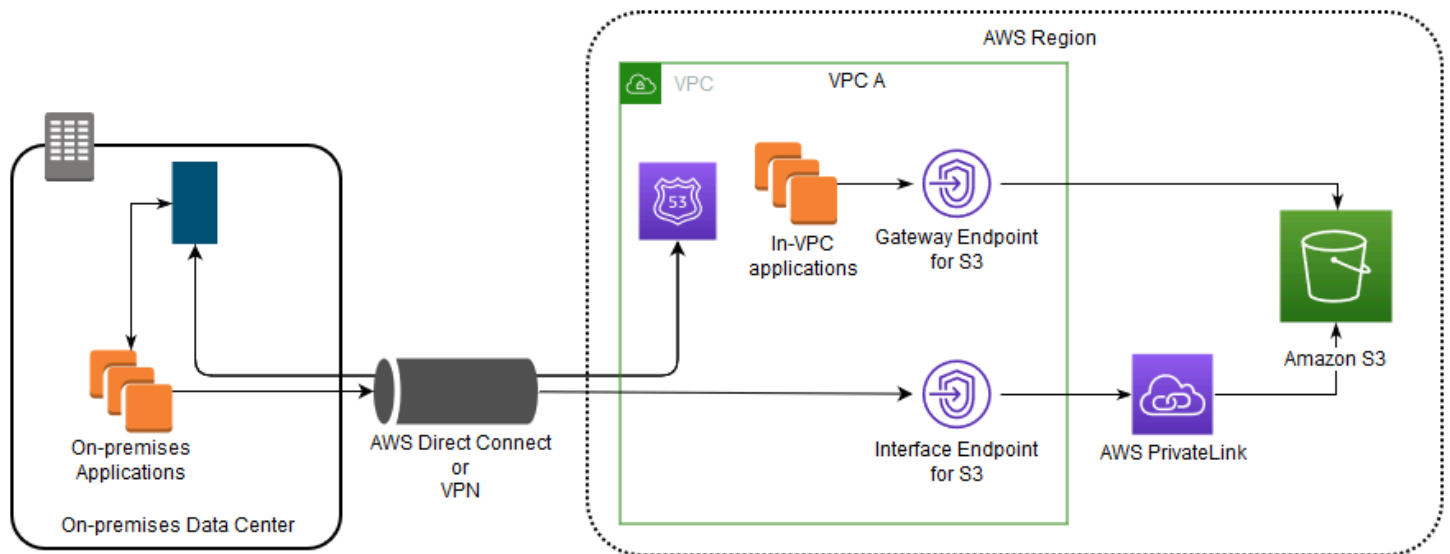 AWS Region
VPC
VPC A
53
In-VPC
applications
Gateway Endpoint
for S3
Amazon S3
On-premises
Applications
AWS Direct Connect
or
VPN
Interface Endpoint
for S3
AWS PrivateLink
On-premises Data Center